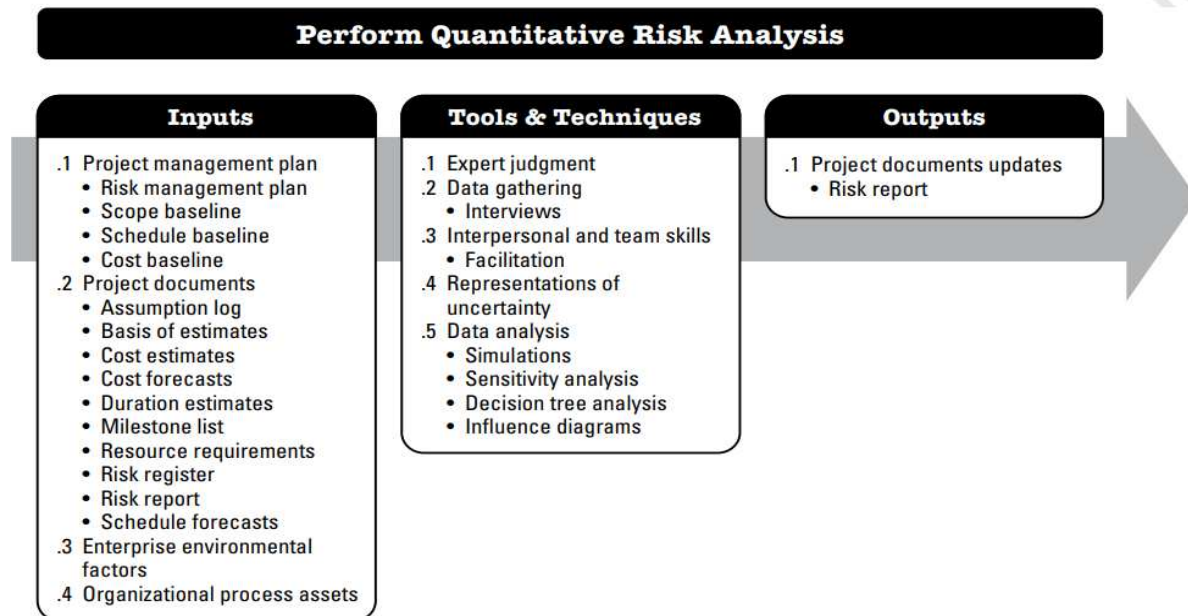 Perform Quantitative Risk Analysis
Inputs
.1 Project management plan
• Risk management plan
• Scope baseline
• Schedule baseline
• Cost baseline
.2 Project documents
• Assumption log
• Basis of estimates
• Cost estimates
• Cost forecasts
• Duration estimates
• Milestone list
• Resource requirements
• Risk register
• Risk report
• Schedule forecasts
.3 Enterprise environmental
factors
.4 Organizational process assets
Tools & Techniques
.1 Expert judgment
.2 Data gathering
• Interviews
.3 Interpersonal and team skills
• Facilitation
.4 Representations of
uncertainty
.5 Data analysis
• Simulations
• Sensitivity analysis
• Decision tree analysis
• Influence diagrams
Outputs
.1 Project documents updates
• Risk report